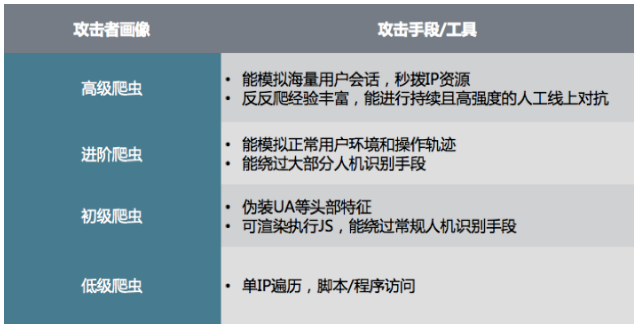 攻击者画像 攻击手段/工具
高级爬虫
• 能模拟海量用户会话，秒拨IP资源
• 反反爬经验丰富，能进行持续且高强度的人工线上对抗
进阶爬虫
• 能模拟正常用户环境和操作轨迹
• 能绕过大部分人机识别手段
初级爬虫
• 伪装UA等头部特征
• 可渲染执行JS，能绕过常规人机识别手段
低级爬虫
• 单IP遍历，脚本/程序访问